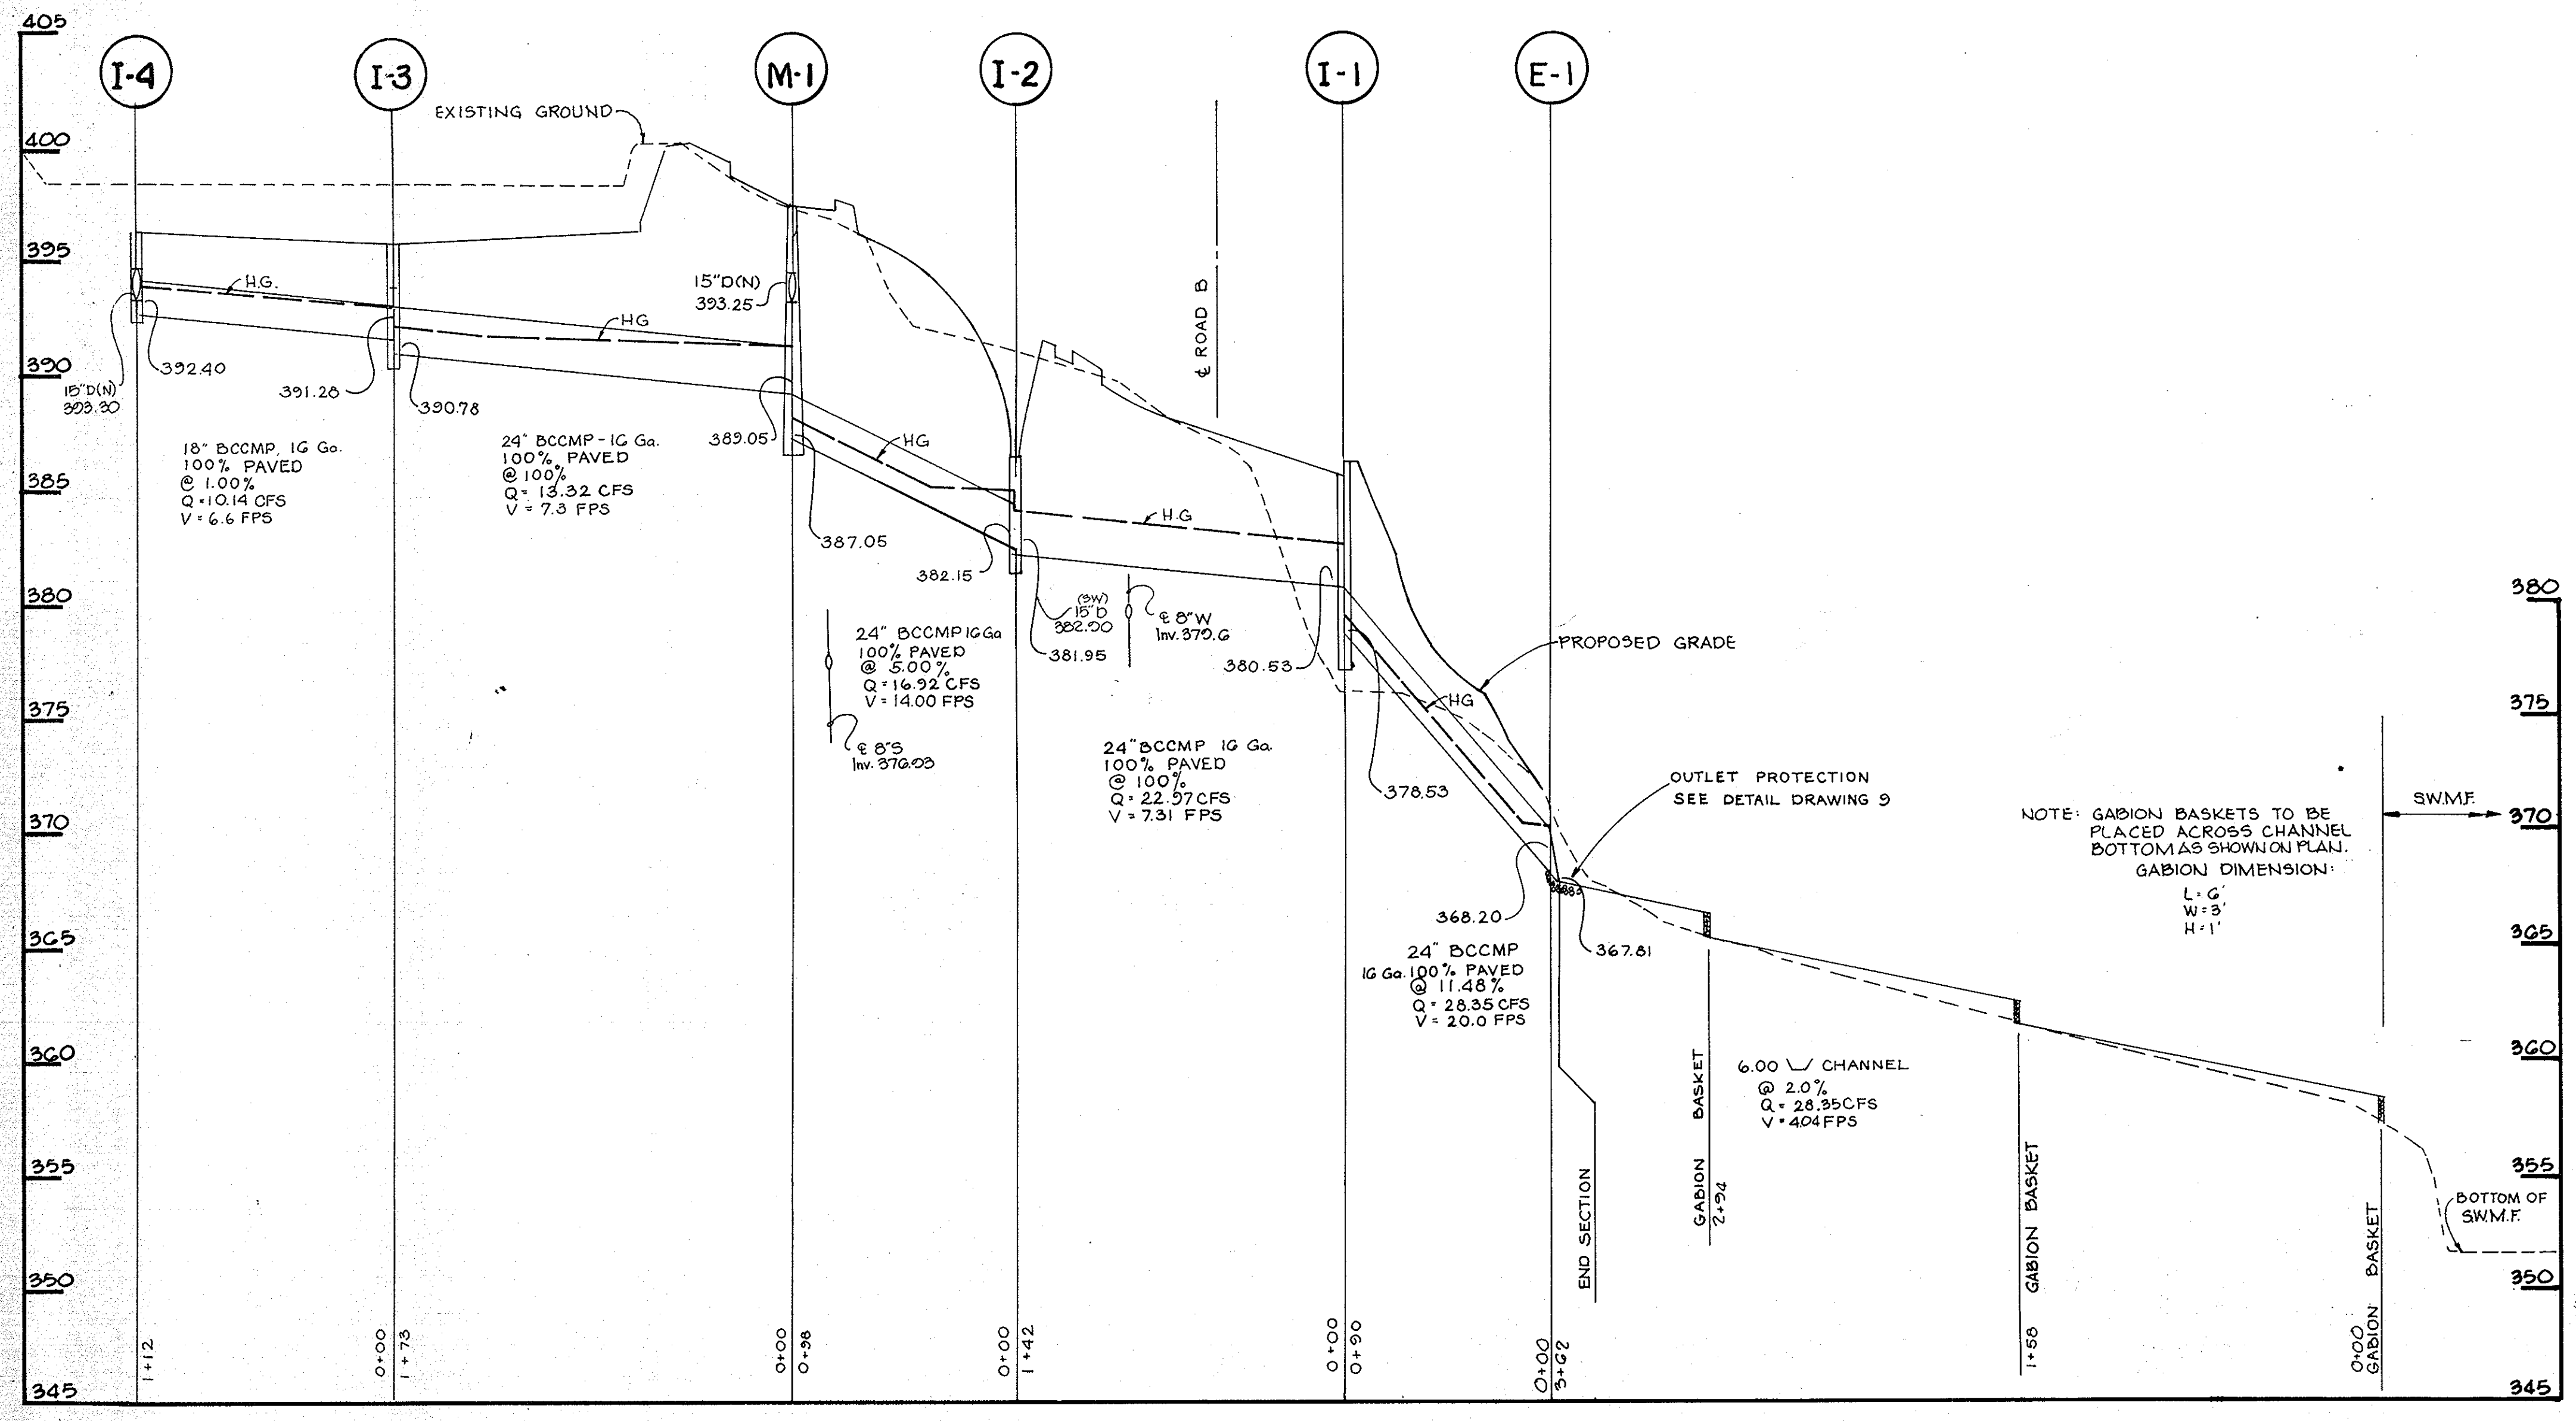 405
I-4
I-3
M-1
I-2
I-1
E-1
EXISTING GROUND
400
395
H.G.
HG
15"D(N)
393.25
℄ ROAD B
390
15"D(N)
393.30
392.40
391.28
390.78
389.05
HG
18" BCCMP, 16 Ga.
100% PAVED
@ 1.00%
Q = 10.14 CFS
V = 6.6 FPS
24" BCCMP - 16 Ga.
100% PAVED
@ 100%
Q = 13.32 CFS
V = 7.3 FPS
385
387.05
382.15
H.G
380
380
(SW)
15"D
382.90
381.95
℄ 8"W
Inv. 379.6
380.53
24" BCCMP 16 Ga
100% PAVED
@ 5.00%
Q = 16.92 CFS
V = 14.00 FPS
℄ 8"S
Inv. 376.93
PROPOSED GRADE
HG
375
375
24" BCCMP 16 Ga.
100% PAVED
@ 100%
Q = 22.97 CFS
V = 7.31 FPS
378.53
OUTLET PROTECTION
SEE DETAIL DRAWING 9
NOTE: GABION BASKETS TO BE
PLACED ACROSS CHANNEL
BOTTOM AS SHOWN ON PLAN.
GABION DIMENSION:
L = 6'
W = 3'
H = 1'
S.W.M.F.
370
370
368.20
367.81
365
365
24" BCCMP
16 Ga. 100% PAVED
@ 11.48%
Q = 28.35 CFS
V = 20.0 FPS
360
360
6.00 \_/ CHANNEL
@ 2.0%
Q = 28.35 CFS
V = 4.04 FPS
355
355
END SECTION
GABION BASKET
2+94
1+58 GABION BASKET
0+00
GABION BASKET
BOTTOM OF
S.W.M.F.
350
350
1+12
0+00
1+73
0+00
0+98
0+00
1+42
0+00
0+90
0+00
3+62
345
345